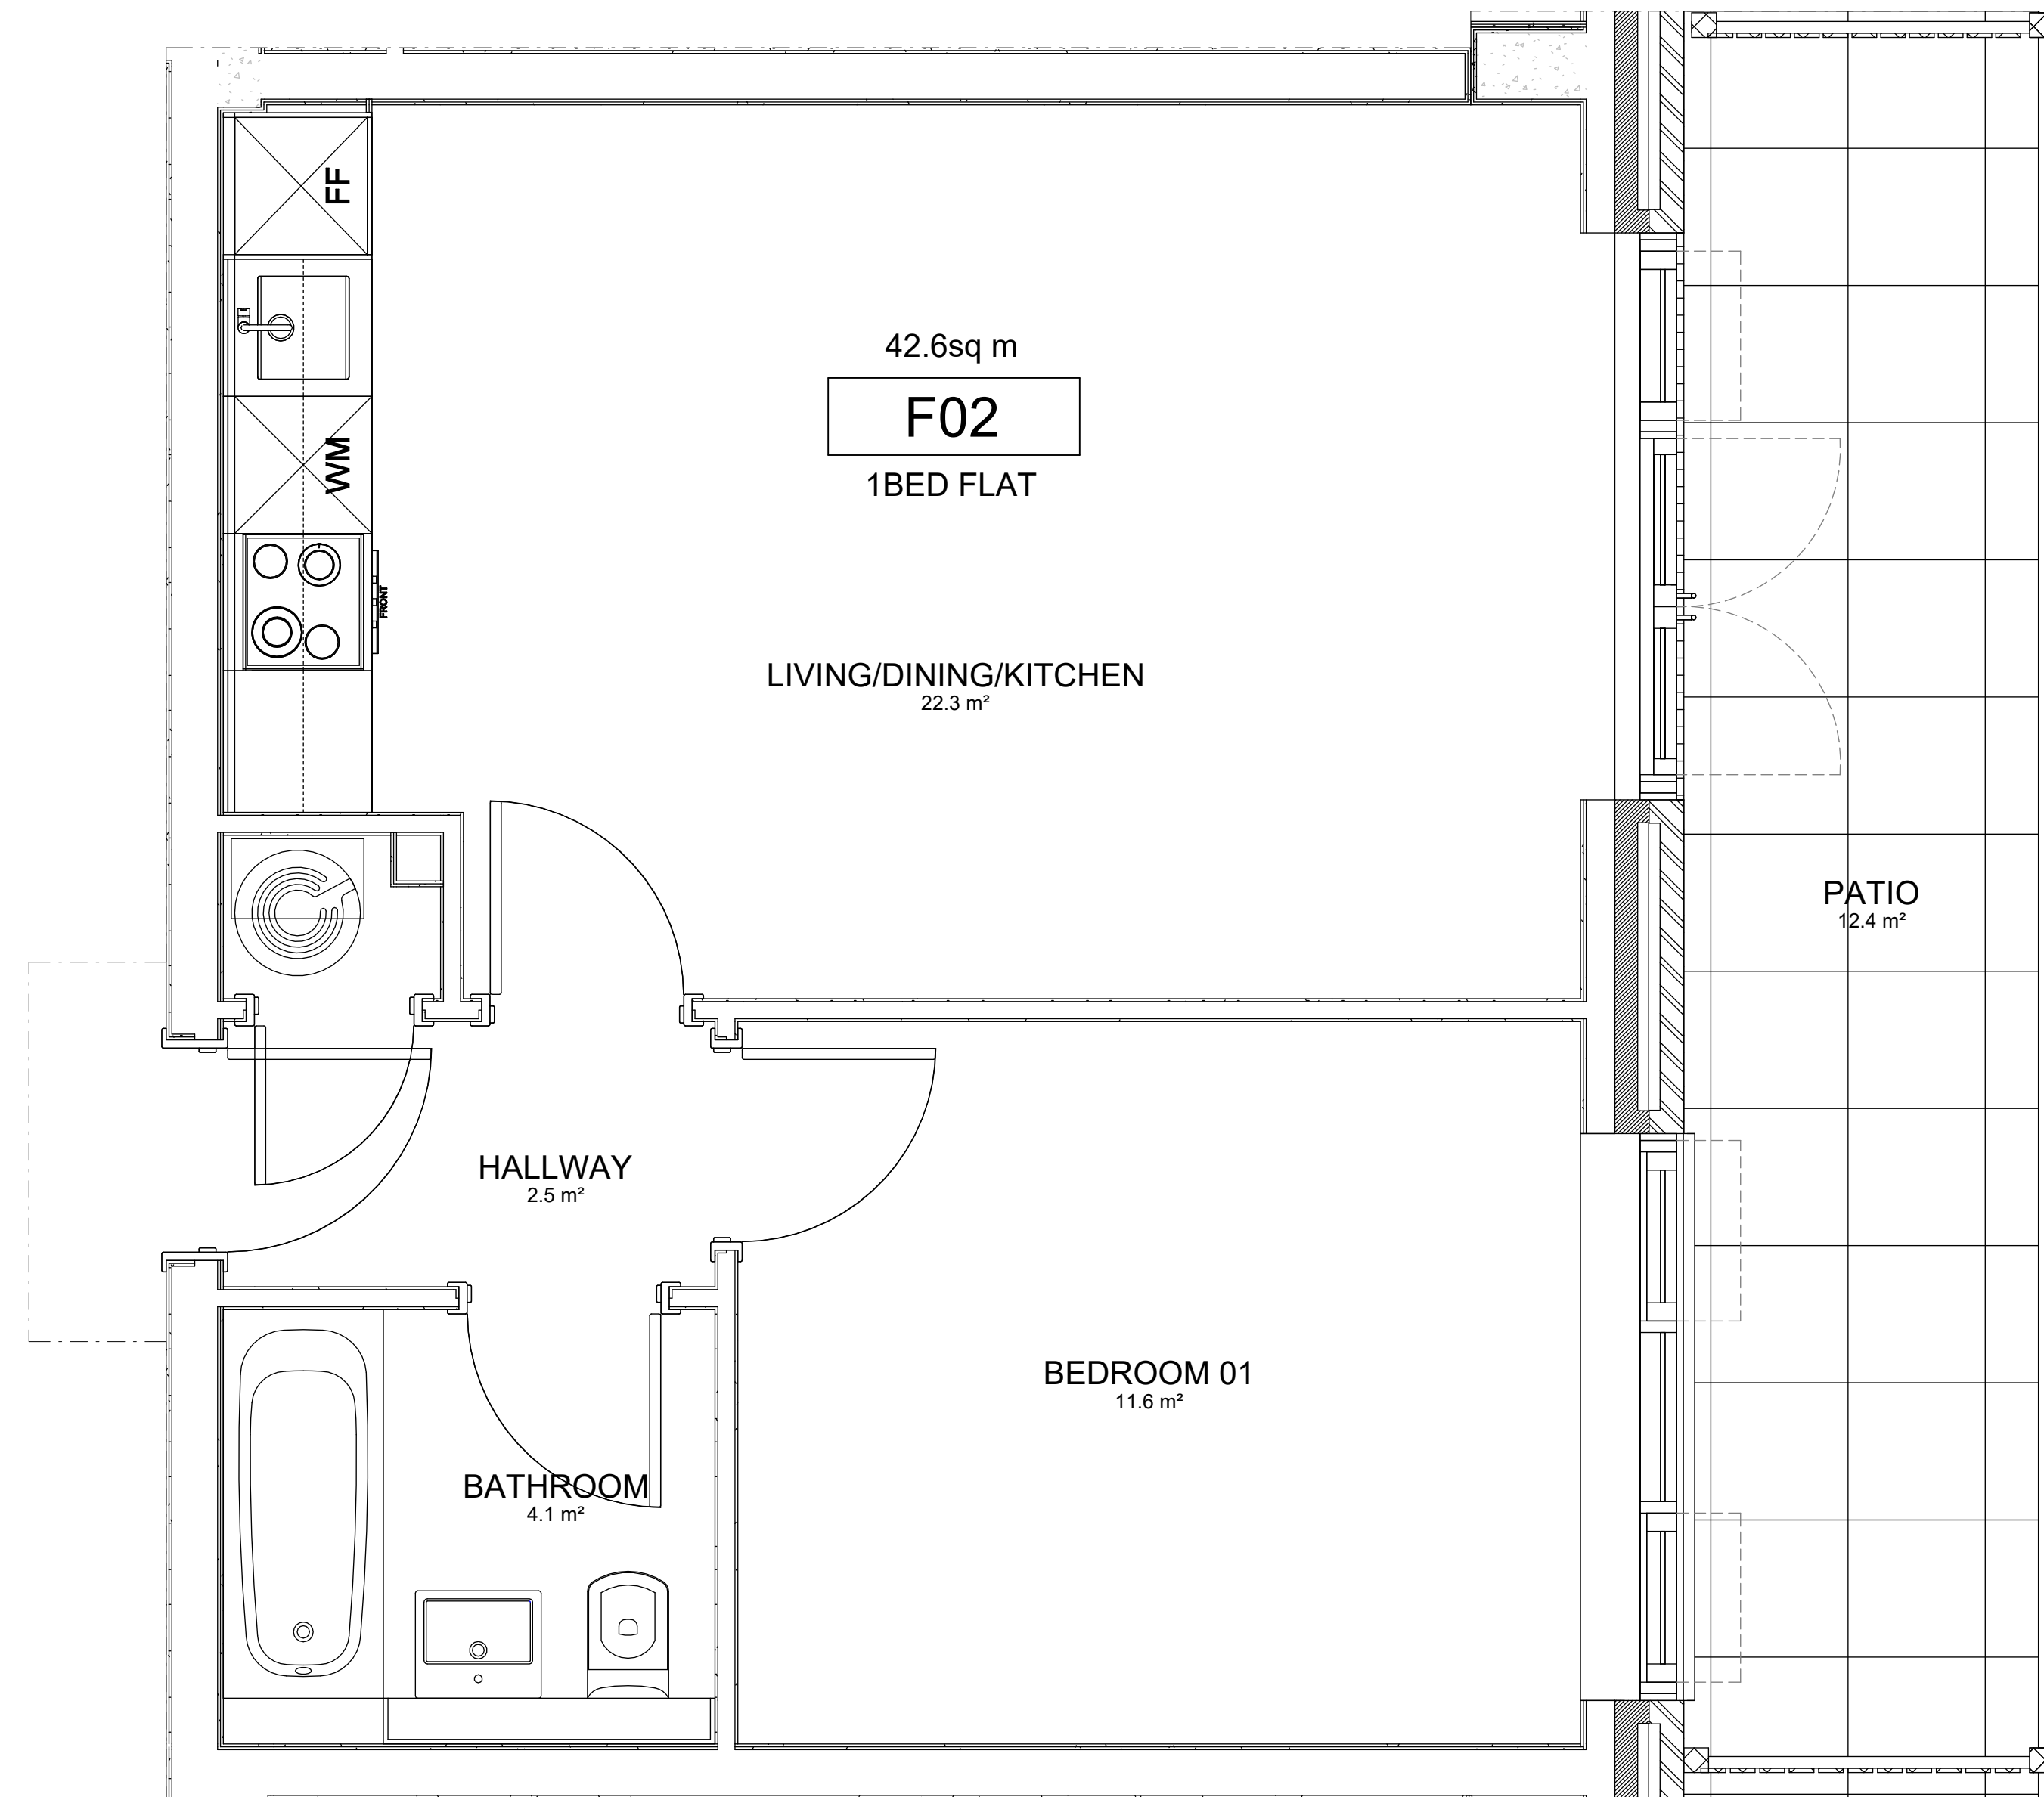 FF
42.6sq m
F02
WM
1BED FLAT
FRONT
LIVING/DINING/KITCHEN
22.3 m²
PATIO
12.4 m²
HALLWAY
2.5 m²
BEDROOM 01
11.6 m²
BATHROOM
4.1 m²